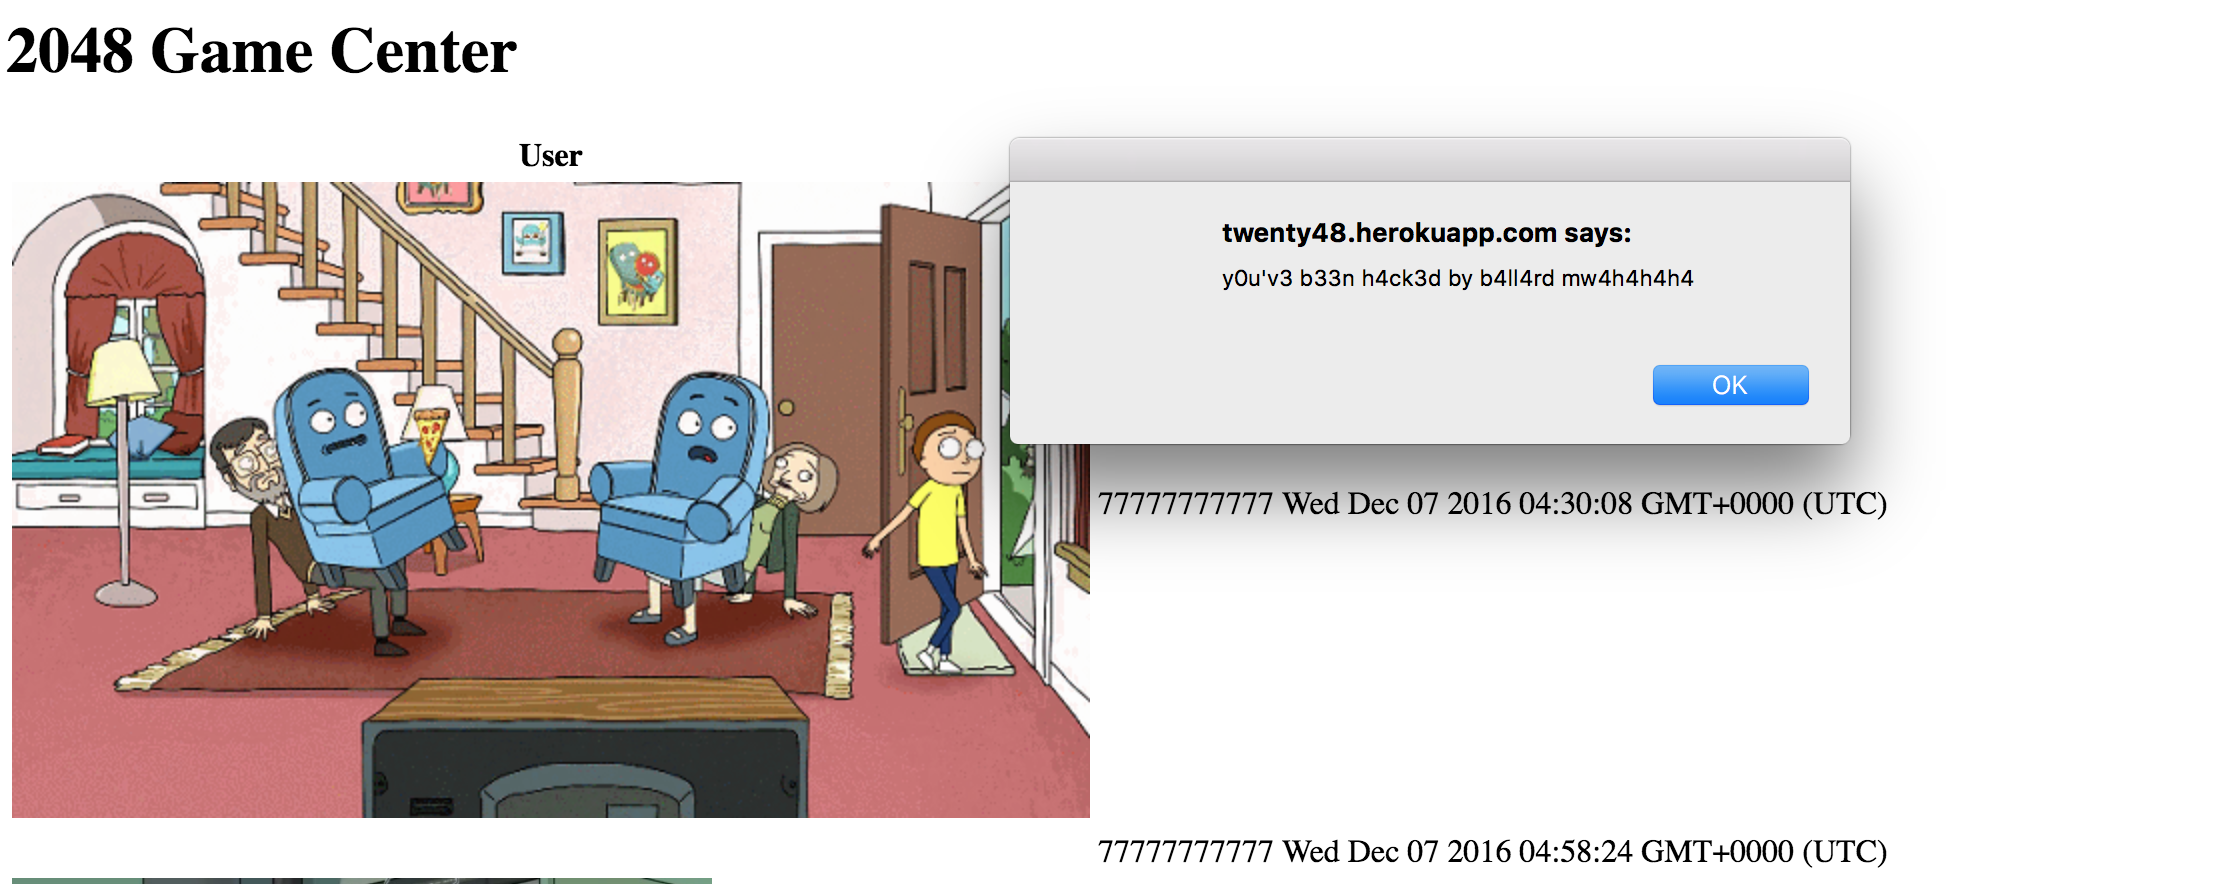 2048 Game Center
User
twenty48.herokuapp.com says:
y0u'v3 b33n h4ck3d by b4ll4rd mw4h4h4h4
OK
77777777777 Wed Dec 07 2016 04:30:08 GMT+0000 (UTC)
77777777777 Wed Dec 07 2016 04:58:24 GMT+0000 (UTC)